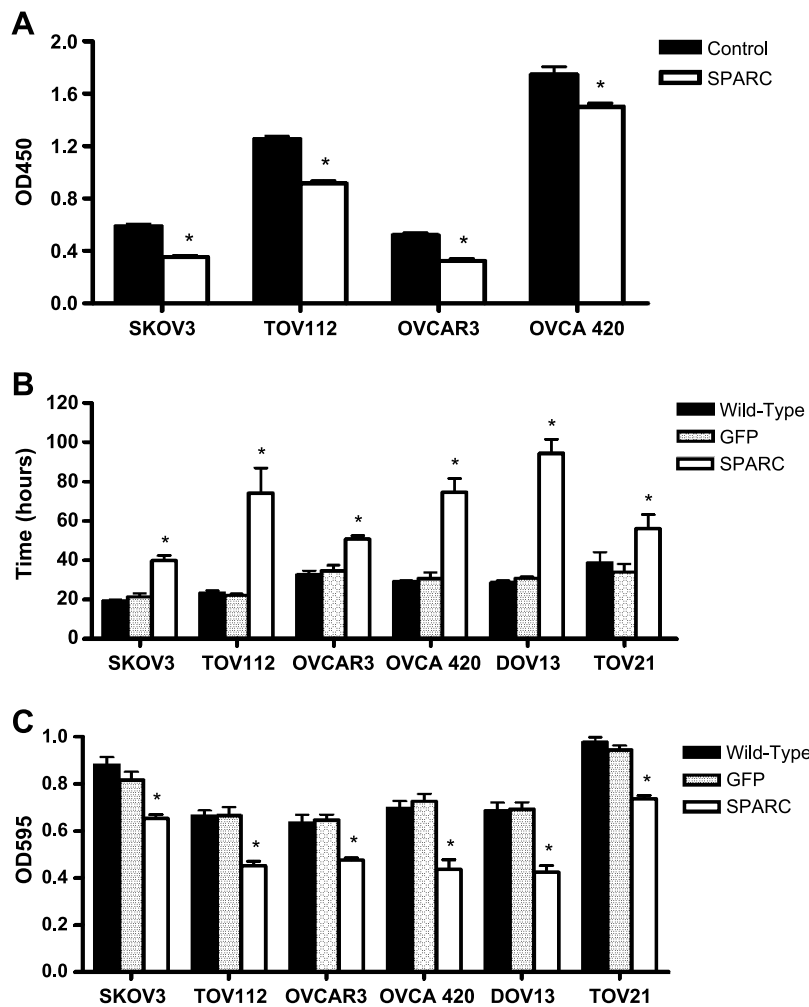 A
OD450
2.0
1.6
1.2
0.8
0.4
0.0
Control
SPARC
*
*
*
*
SKOV3 TOV112 OVCAR3 OVCA 420
B
Time (hours)
120
100
80
60
40
20
0
Wild-Type
GFP
SPARC
*
*
*
*
*
*
SKOV3 TOV112 OVCAR3 OVCA 420 DOV13 TOV21
C
OD595
1.0
0.8
0.6
0.4
0.2
0.0
Wild-Type
GFP
SPARC
*
*
*
*
*
*
SKOV3 TOV112 OVCAR3 OVCA 420 DOV13 TOV21